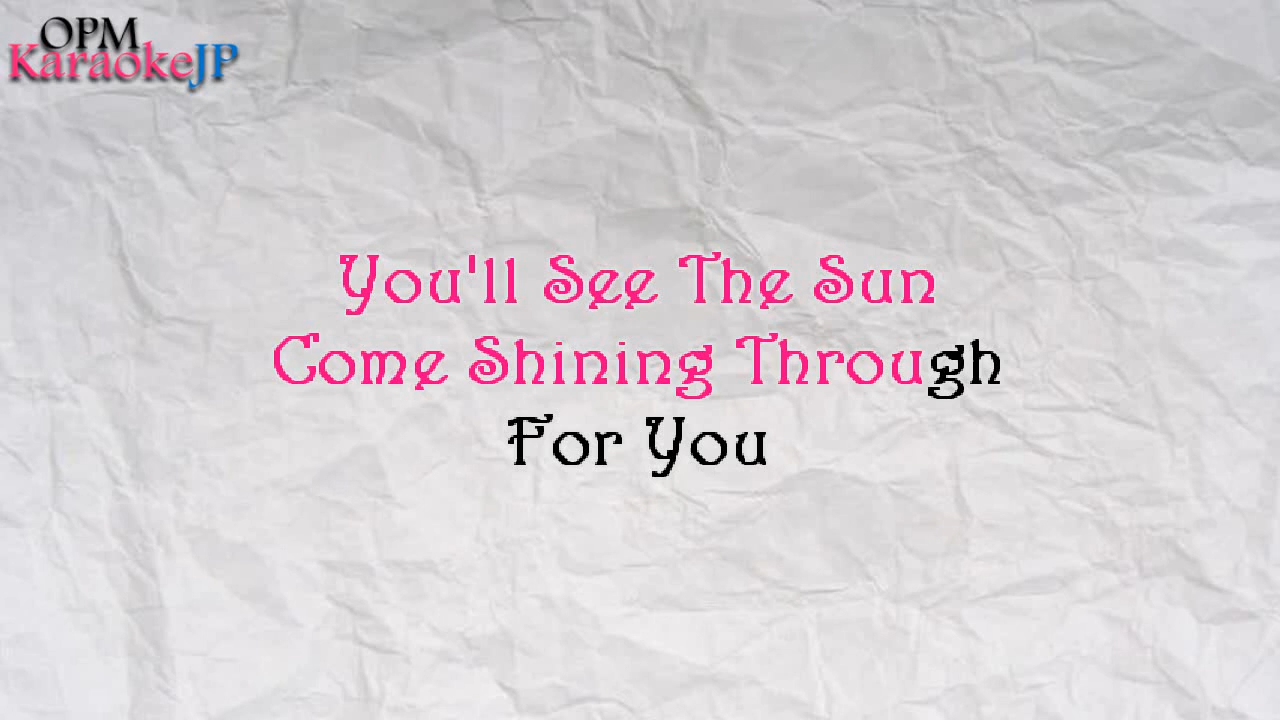 OPM
KaraokeJP
You'll See The Sun
Come Shining Through
For You